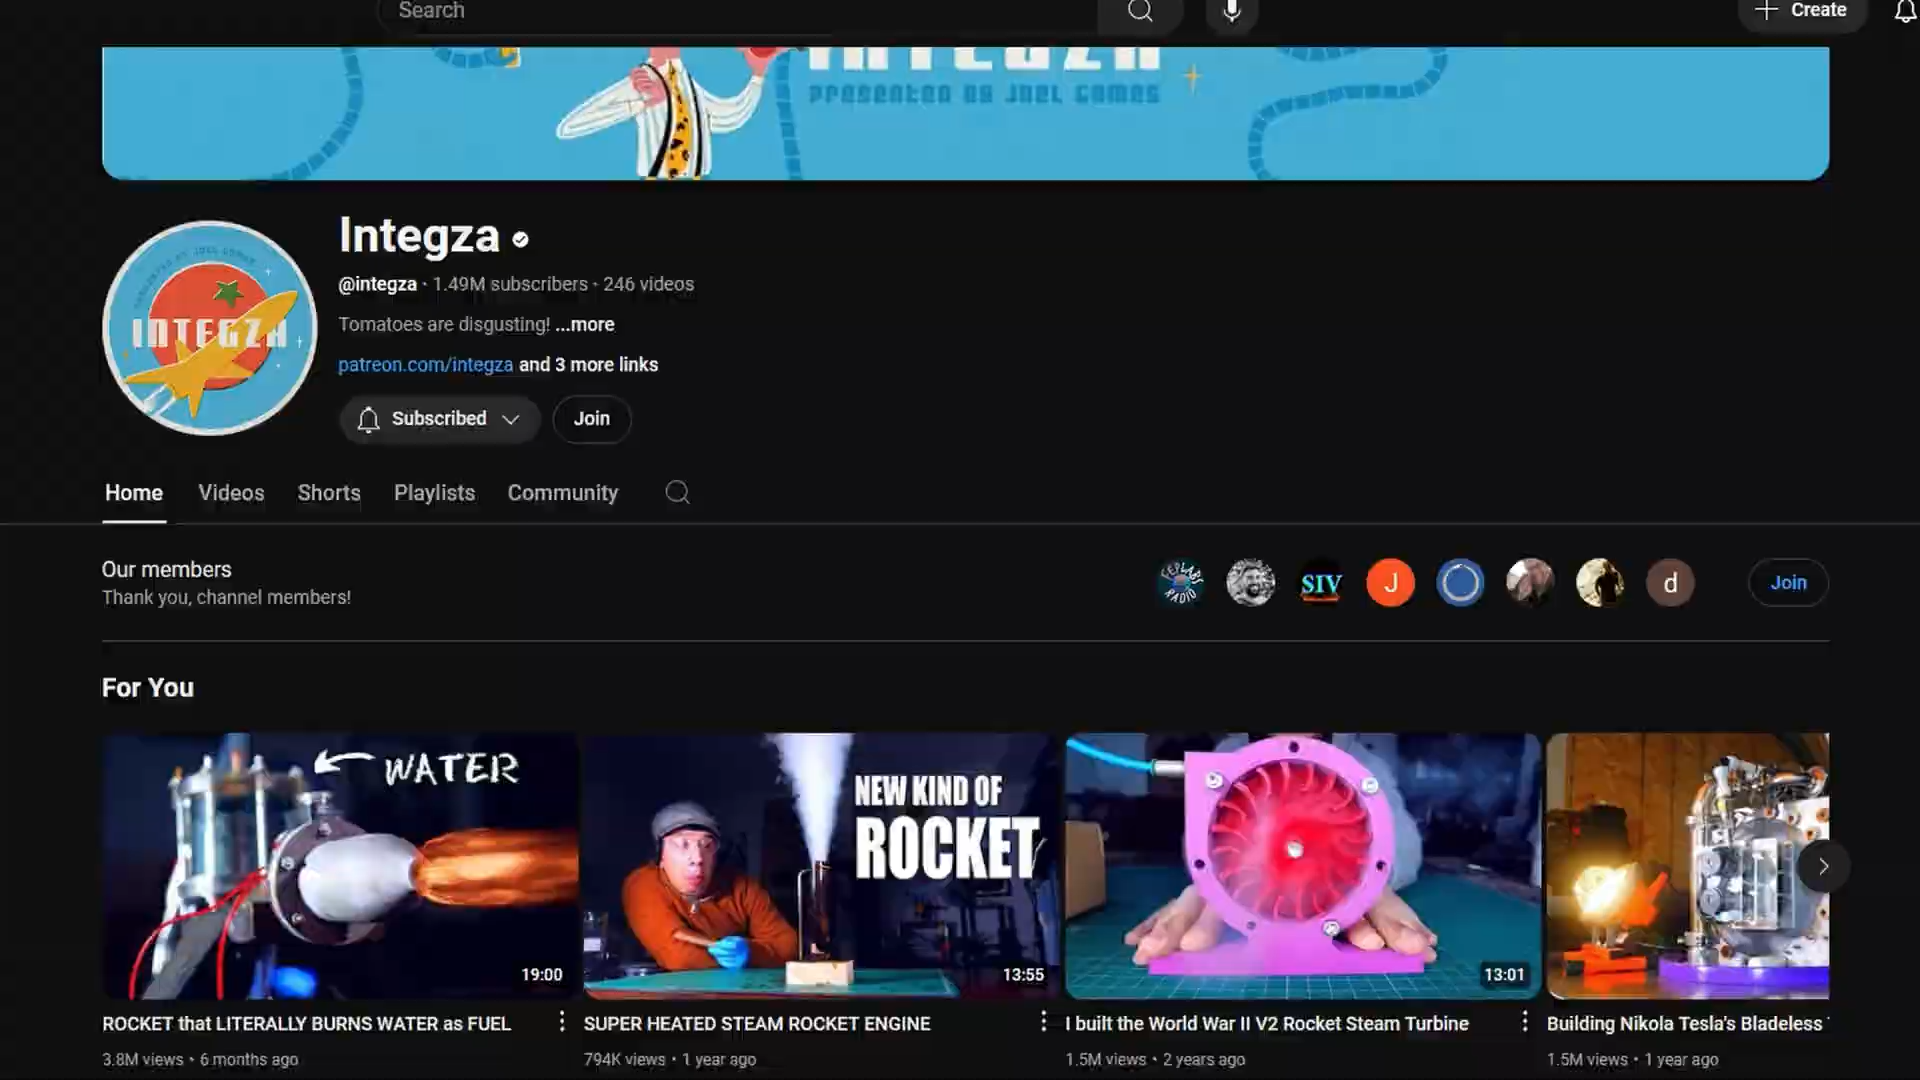 Search
Create
INTEGZA
PRESENTED BY JOEL GOMES
INTEGZA
Integza
@integza · 1.49M subscribers · 246 videos
Tomatoes are disgusting! ...more
patreon.com/integza and 3 more links
Subscribed
Join
Home
Videos
Shorts
Playlists
Community
Our members
Thank you, channel members!
SIV
J
d
Join
For You
WATER
19:00
NEW KIND OF
ROCKET
13:55
13:01
ROCKET that LITERALLY BURNS WATER as FUEL
3.8M views · 6 months ago
SUPER HEATED STEAM ROCKET ENGINE
794K views · 1 year ago
I built the World War II V2 Rocket Steam Turbine
1.5M views · 2 years ago
Building Nikola Tesla's Bladeless
1.5M views · 1 year ago